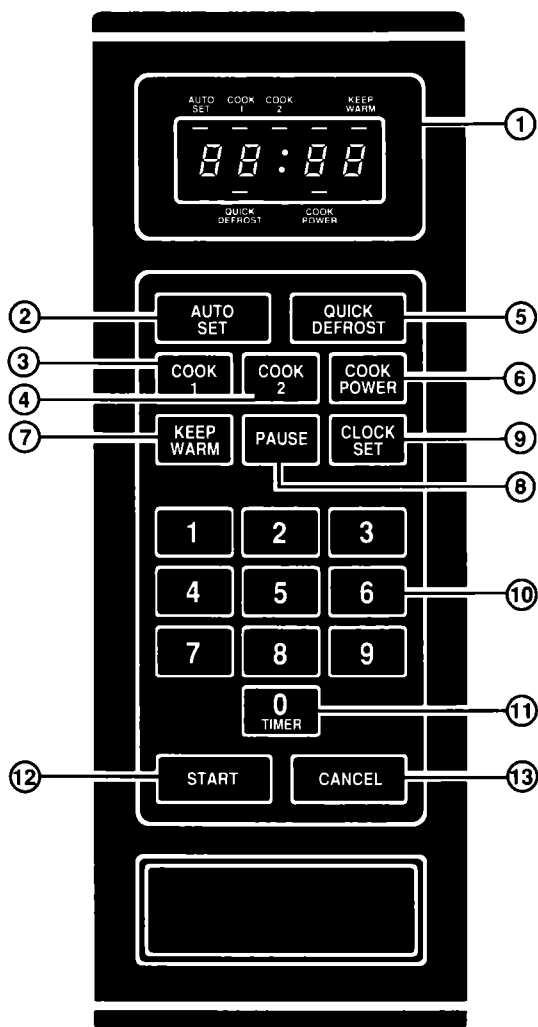 AUTO SET COOK 1 COOK 2 KEEP WARM
1
88:88
QUICK DEFROST COOK POWER
2 AUTO SET QUICK DEFROST 5
3 COOK 1 COOK 2 COOK POWER 6
4
7 KEEP WARM PAUSE CLOCK SET 9
8
1 2 3
4 5 6 10
7 8 9
0 TIMER 11
12 START CANCEL 13